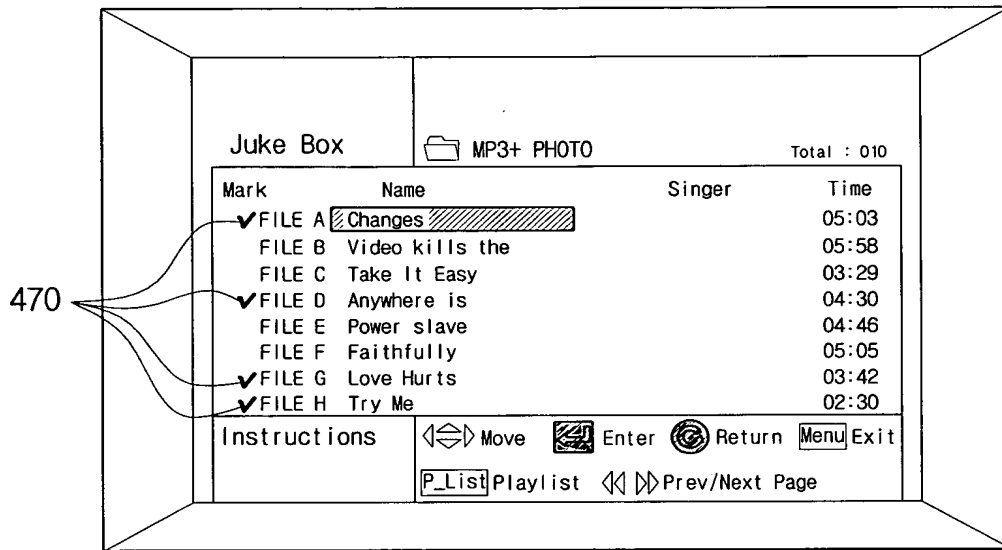 Juke Box
MP3+ PHOTO
Total : 010
Mark Name Singer Time
✔FILE A Changes 05:03
FILE B Video kills the 05:58
FILE C Take It Easy 03:29
✔FILE D Anywhere is 04:30
FILE E Power slave 04:46
FILE F Faithfully 05:05
✔FILE G Love Hurts 03:42
✔FILE H Try Me 02:30
470
Instructions Move Enter Return Menu Exit
P_List Playlist Prev/Next Page